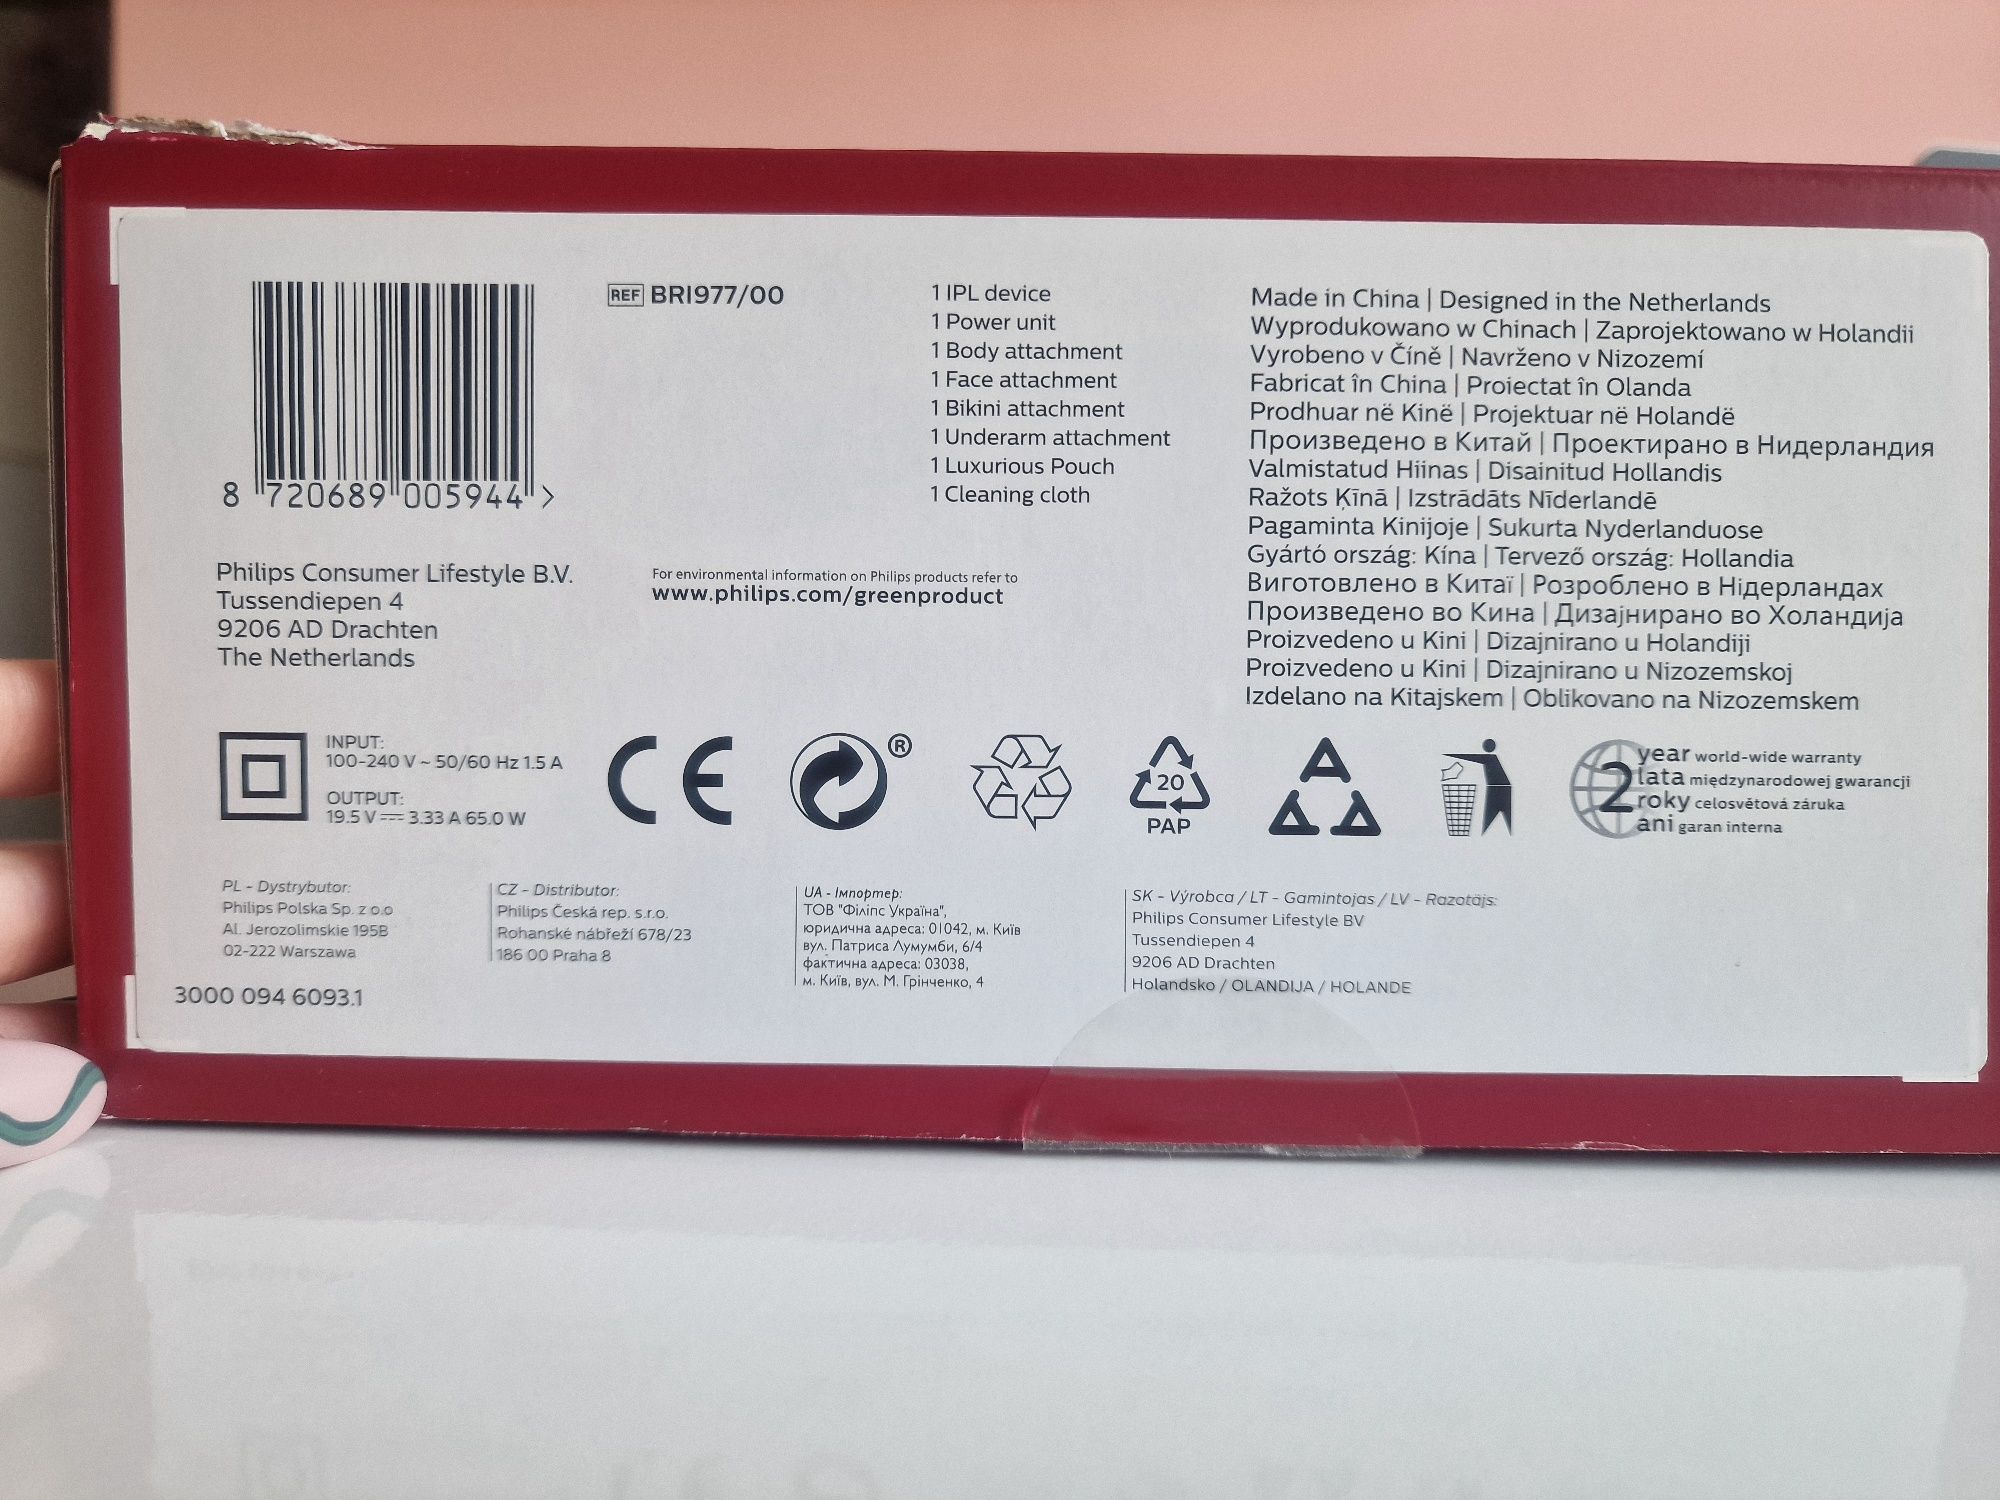 8 720689 005944 >
REF BRI977/00
1 IPL device
1 Power unit
1 Body attachment
1 Face attachment
1 Bikini attachment
1 Underarm attachment
1 Luxurious Pouch
1 Cleaning cloth
Made in China | Designed in the Netherlands
Wyprodukowano w Chinach | Zaprojektowano w Holandii
Vyrobeno v Číně | Navrženo v Nizozemí
Fabricat în China | Proiectat în Olanda
Prodhuar në Kinë | Projektuar në Holandë
Произведено в Китай | Проектирано в Нидерландия
Valmistatud Hiinas | Disainitud Hollandis
Ražots Ķīnā | Izstrādāts Nīderlandē
Pagaminta Kinijoje | Sukurta Nyderlanduose
Gyártó ország: Kína | Tervező ország: Hollandia
Виготовлено в Китаї | Розроблено в Нідерландах
Произведено во Кина | Дизајнирано во Холандија
Proizvedeno u Kini | Dizajnirano u Holandiji
Proizvedeno u Kini | Dizajnirano u Nizozemskoj
Izdelano na Kitajskem | Oblikovano na Nizozemskem
Philips Consumer Lifestyle B.V.
Tussendiepen 4
9206 AD Drachten
The Netherlands
For environmental information on Philips products refer to
www.philips.com/greenproduct
INPUT:
100-240 V ~ 50/60 Hz 1.5 A
OUTPUT:
19.5 V ⎓ 3.33 A 65.0 W
CE
®
20
PAP
2
year world-wide warranty
lata międzynarodowej gwarancji
roky celosvětová záruka
ani garan interna
PL - Dystrybutor:
Philips Polska Sp. z o.o
Al. Jerozolimskie 195B
02-222 Warszawa
CZ - Distributor:
Philips Česká rep. s.r.o.
Rohanské nábřeží 678/23
186 00 Praha 8
UA - Імпортер:
ТОВ "Філіпс Україна",
юридична адреса: 01042, м. Київ
вул. Патриса Лумумби, 6/4
фактична адреса: 03038,
м. Київ, вул. М. Грінченко, 4
SK - Výrobca / LT - Gamintojas / LV - Razotājs:
Philips Consumer Lifestyle BV
Tussendiepen 4
9206 AD Drachten
Holandsko / OLANDIJA / HOLANDE
3000 094 6093.1